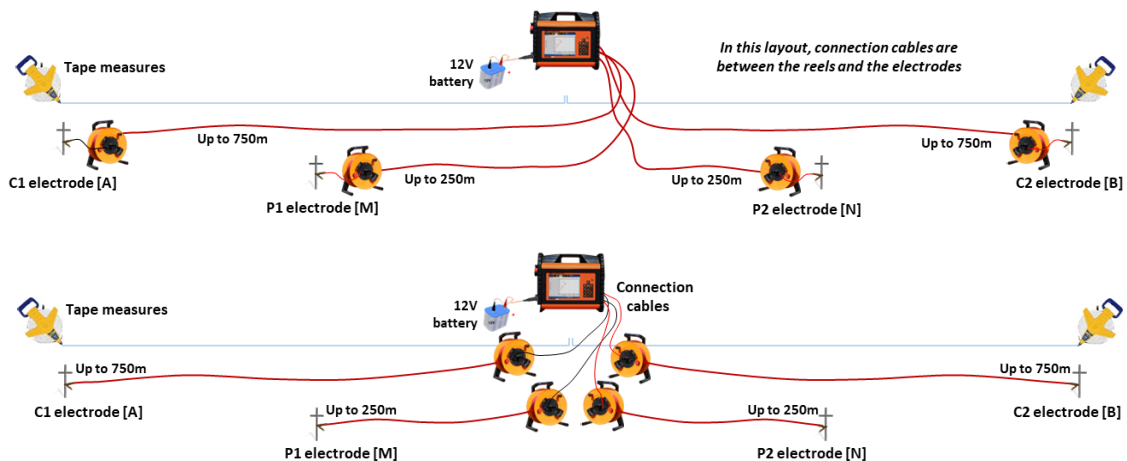 In this layout, connection cables are
between the reels and the electrodes
Tape measures
12V
battery
Up to 750m
Up to 750m
Up to 250m
Up to 250m
C1 electrode [A]
C2 electrode [B]
P1 electrode [M]
P2 electrode [N]
Connection
cables
Tape measures
12V
battery
Up to 750m
Up to 750m
C1 electrode [A]
Up to 250m
Up to 250m
C2 electrode [B]
P1 electrode [M]
P2 electrode [N]